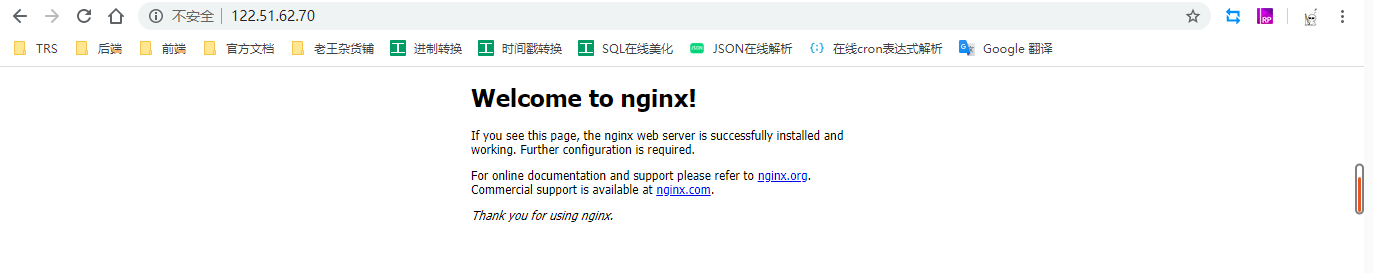 不安全 | 122.51.62.70
TRS 后端 前端 官方文档 老王杂货铺 工 进制转换 工 时间戳转换 工 SQL在线美化 JSON JSON在线解析 {;} 在线cron表达式解析 G Google 翻译
RP
Welcome to nginx!
If you see this page, the nginx web server is successfully installed and
working. Further configuration is required.
For online documentation and support please refer to nginx.org.
Commercial support is available at nginx.com.
Thank you for using nginx.